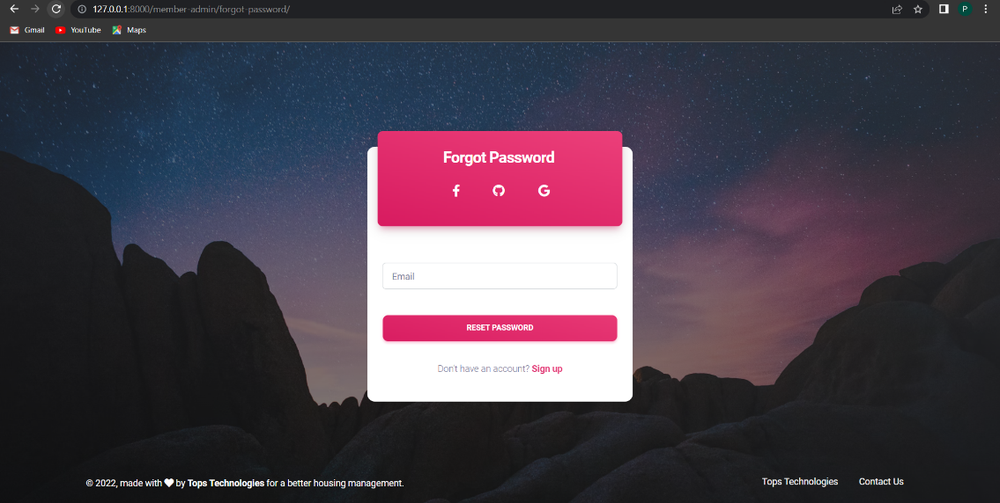 127.0.0.1:8000/member-admin/forgot-password/
P
Gmail
YouTube
Maps
Forgot Password
Email
RESET PASSWORD
Don't have an account? Sign up
© 2022, made with by Tops Technologies for a better housing management.
Tops Technologies
Contact Us